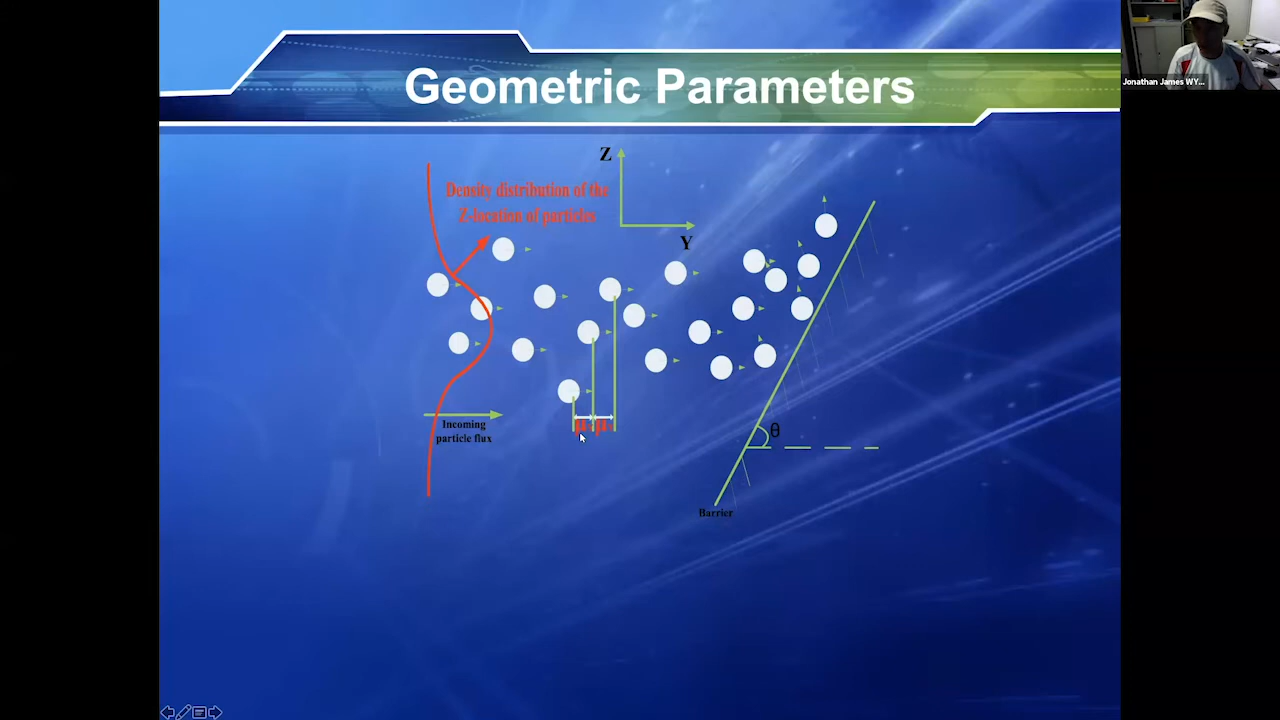 Geometric Parameters
Jonathan James WY...
Z
Density distribution of the
Z-location of particles
Y
Incoming
particle flux
θ
Barrier